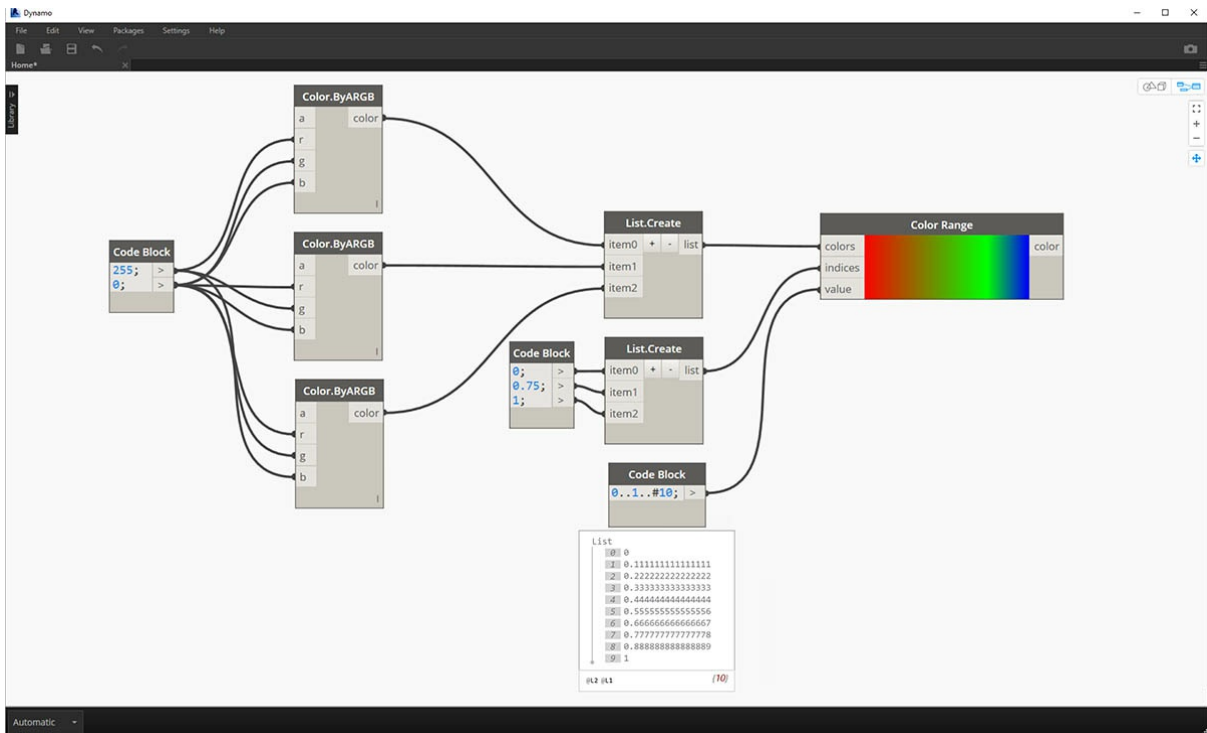 Dynamo
File Edit View Packages Settings Help
Home*
Library
Color.ByARGB
a color
r
g
b
Code Block
255; >
0; >
Color.ByARGB
a color
r
g
b
Color.ByARGB
a color
r
g
b
List.Create
item0 + - list
item1
item2
Code Block
0; >
0.75; >
1; >
List.Create
item0 + - list
item1
item2
Color Range
colors color
indices
value
Code Block
0..1..#10; >
List
0 0
1 0.111111111111111
2 0.222222222222222
3 0.333333333333333
4 0.444444444444444
5 0.555555555555556
6 0.666666666666667
7 0.777777777777778
8 0.888888888888889
9 1
@L2 @L1 {10}
Automatic